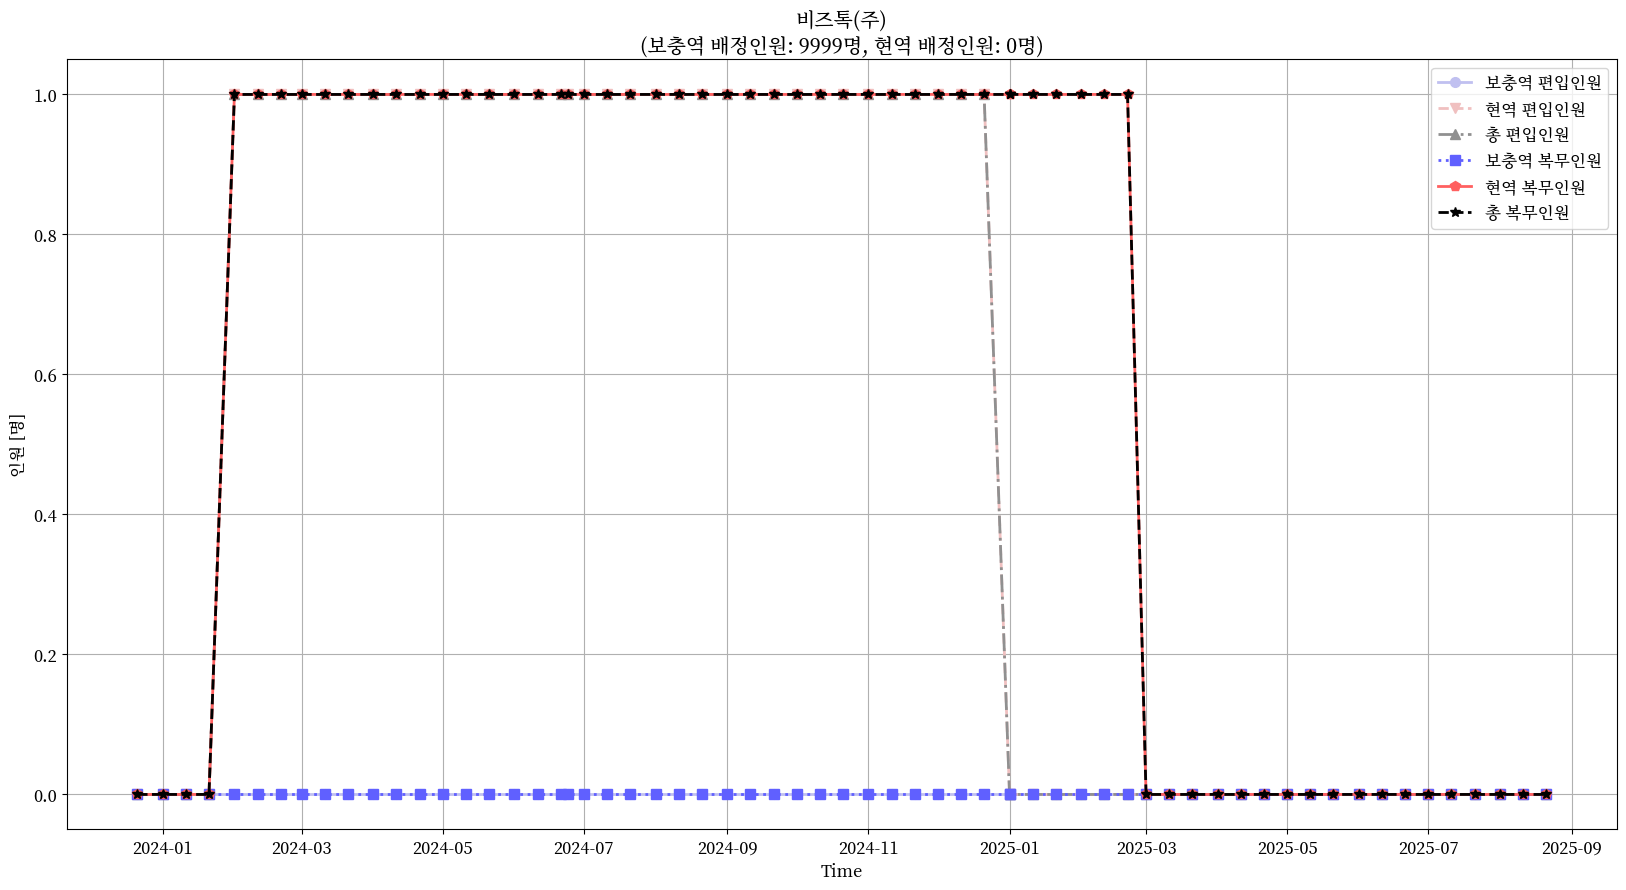 비즈톡(주)
(보충역 배정인원: 9999명, 현역 배정인원: 0명)
보충역 편입인원
현역 편입인원
총 편입인원
보충역 복무인원
현역 복무인원
총 복무인원
인원 [명]
1.0
0.8
0.6
0.4
0.2
0.0
2024-01 2024-03 2024-05 2024-07 2024-09 2024-11 2025-01 2025-03 2025-05 2025-07 2025-09
Time